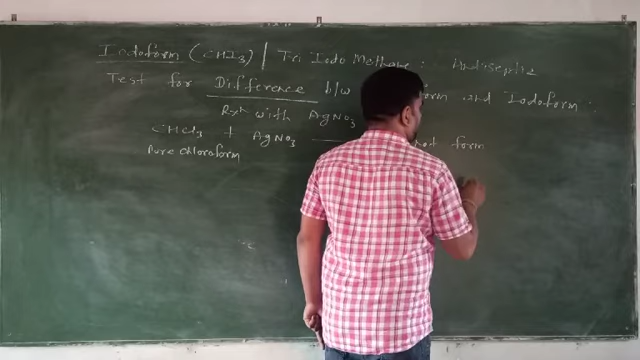 Iodoform (CHI3) | Tri Iodo Methane : Antiseptic
Test for Difference b/w form and Iodoform :
Rxn with AgNO3
CHCl3 + AgNO3 not form
Pure Chloroform